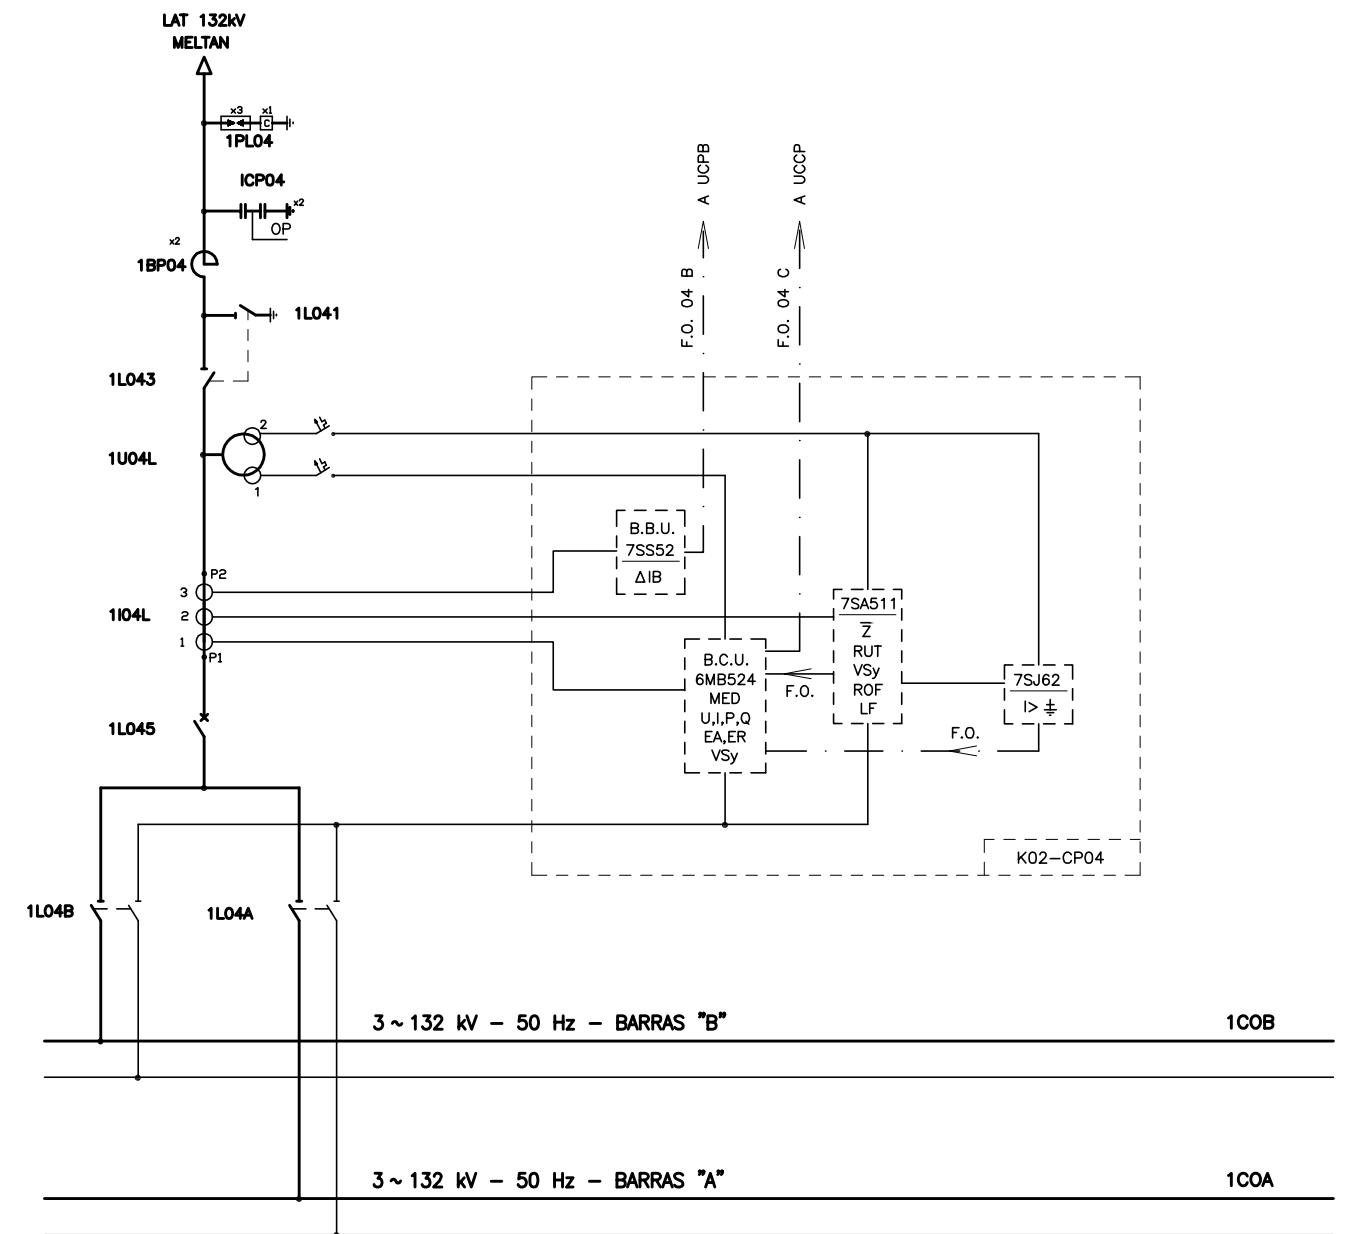 LAT 132kV
MELTAN
x3 x1
C
1PL04
ICP04
x2
OP
x2
1BP04
1L041
1L043
A UCPB
A UCCP
F.O. 04 B
F.O. 04 C
2
1U04L
1
B.B.U.
7SS52
ΔIB
P2
3
1I04L
2
1
P1
7SA511
Z̅
RUT
VSy
ROF
LF
B.C.U.
6MB524
MED
U,I,P,Q
EA,ER
VSy
F.O.
7SJ62
I>
F.O.
1L045
K02-CP04
1L04B
1L04A
3 ~ 132 kV - 50 Hz - BARRAS "B"
1COB
3 ~ 132 kV - 50 Hz - BARRAS "A"
1COA